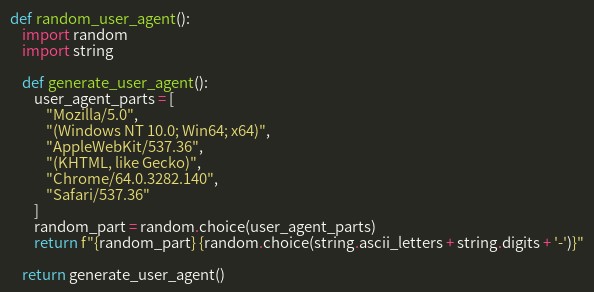 def random_user_agent():
    import random
    import string

    def generate_user_agent():
        user_agent_parts = [
            "Mozilla/5.0",
            "(Windows NT 10.0; Win64; x64)",
            "AppleWebKit/537.36",
            "(KHTML, like Gecko)",
            "Chrome/64.0.3282.140",
            "Safari/537.36"
        ]
        random_part = random.choice(user_agent_parts)
        return f"{random_part} {random.choice(string.ascii_letters + string.digits + '-')}"

    return generate_user_agent()